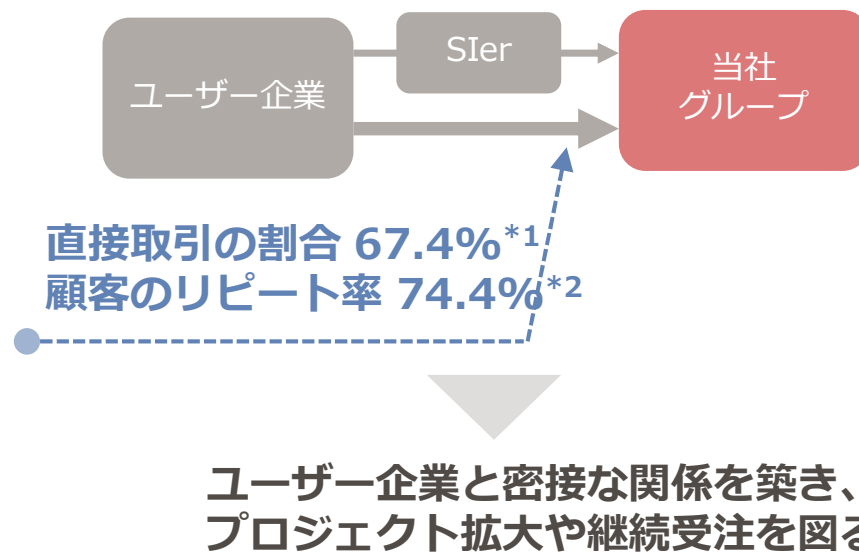 SIer
ユーザー企業
当社
グループ
直接取引の割合 67.4%*1
顧客のリピート率 74.4%*2
ユーザー企業と密接な関係を築き、
プロジェクト拡大や継続受注を図る